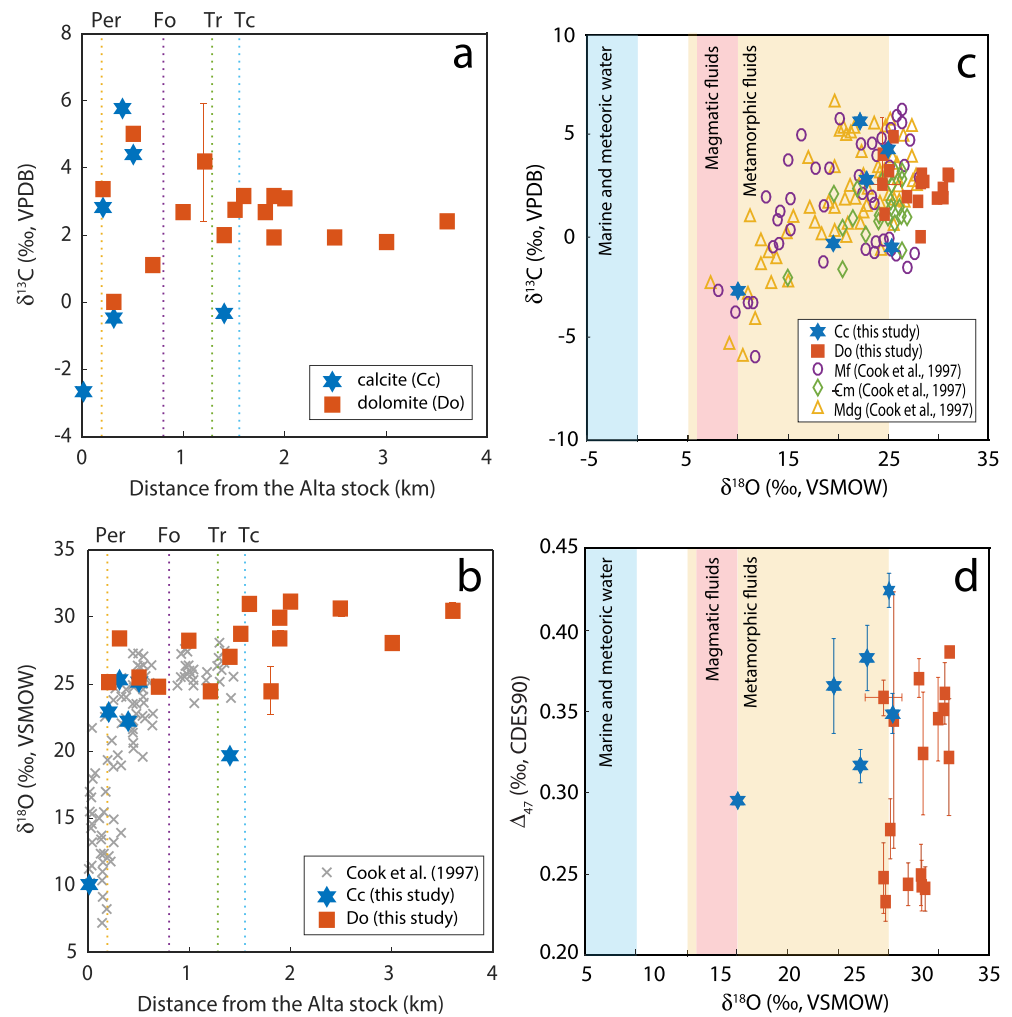 Per Fo Tr Tc
a
8
6
4
2
0
-2
-4
δ13C (‰, VPDB)
0 1 2 3 4
Distance from the Alta stock (km)
calcite (Cc)
dolomite (Do)
c
10
5
0
-5
-10
δ13C (‰, VPDB)
Marine and meteoric water
Magmatic fluids
Metamorphic fluids
Cc (this study)
Do (this study)
Mf (Cook et al., 1997)
Ꞓm (Cook et al., 1997)
Mdg (Cook et al., 1997)
-5 5 15 25 35
δ18O (‰, VSMOW)
Per Fo Tr Tc
b
35
30
25
20
15
10
5
δ18O (‰, VSMOW)
Cook et al. (1997)
Cc (this study)
Do (this study)
0 1 2 3 4
Distance from the Alta stock (km)
d
0.45
0.40
0.35
0.30
0.25
0.20
Δ47 (‰, CDES90)
Marine and meteoric water
Magmatic fluids
Metamorphic fluids
5 10 15 20 25 30 35
δ18O (‰, VSMOW)